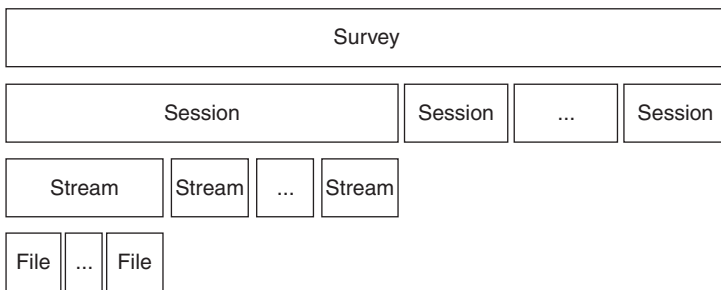 Survey
Session Session ... Session
Stream Stream ... Stream
File ... File